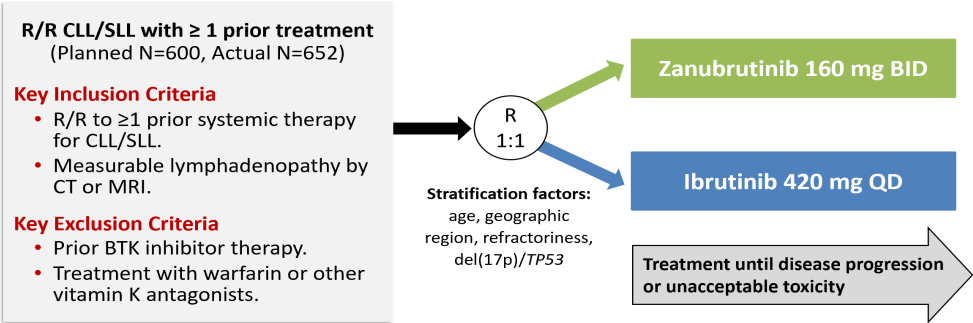 R/R CLL/SLL with ≥ 1 prior treatment
(Planned N=600, Actual N=652)
Key Inclusion Criteria
• R/R to ≥1 prior systemic therapy
for CLL/SLL.
• Measurable lymphadenopathy by
CT or MRI.
Key Exclusion Criteria
• Prior BTK inhibitor therapy.
• Treatment with warfarin or other
vitamin K antagonists.
R
1:1
Stratification factors:
age, geographic
region, refractoriness,
del(17p)/TP53
Zanubrutinib 160 mg BID
Ibrutinib 420 mg QD
Treatment until disease progression
or unacceptable toxicity